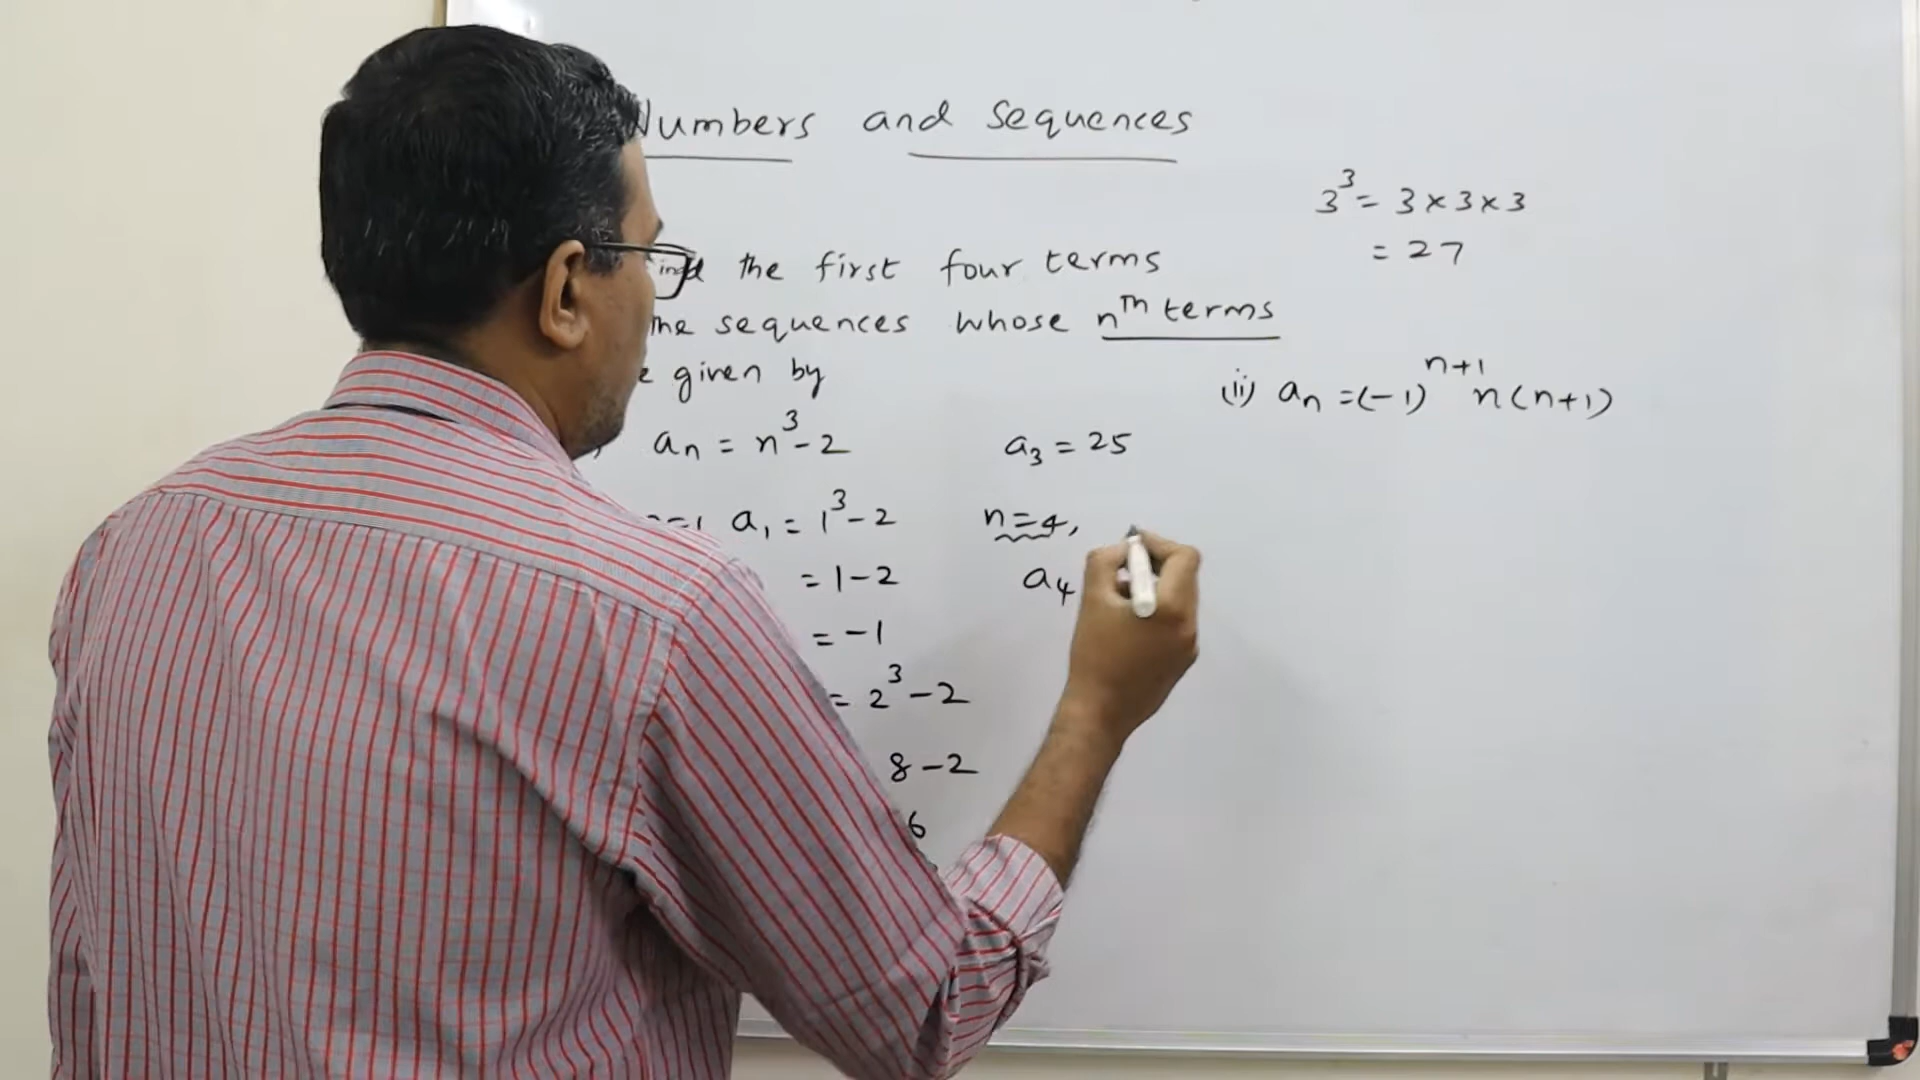 Numbers and Sequences
3³ = 3 x 3 x 3
= 27
the first four terms
sequences whose nᵗʰ terms
given by
(ii) aₙ = (-1)ⁿ⁺¹ n(n+1)
aₙ = n³ - 2
a₁ = 1³ - 2
= 1 - 2
= -1
= 2³ - 2
8 - 2
6
a₃ = 25
n = 4,
a₄